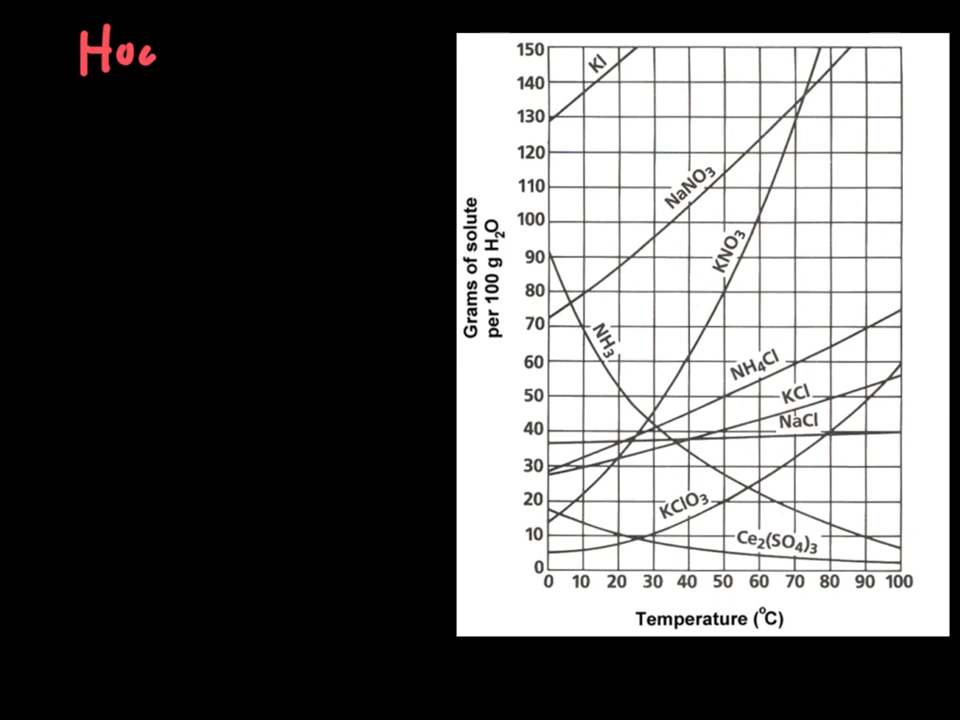 Hoc
150
140
130
120
110
100
90
80
70
60
50
40
30
20
10
0
0 10 20 30 40 50 60 70 80 90 100
Grams of solute
per 100 g H₂O
Temperature (°C)
KI
NaNO₃
KNO₃
NH₃
NH₄Cl
KCl
NaCl
KClO₃
Ce₂(SO₄)₃